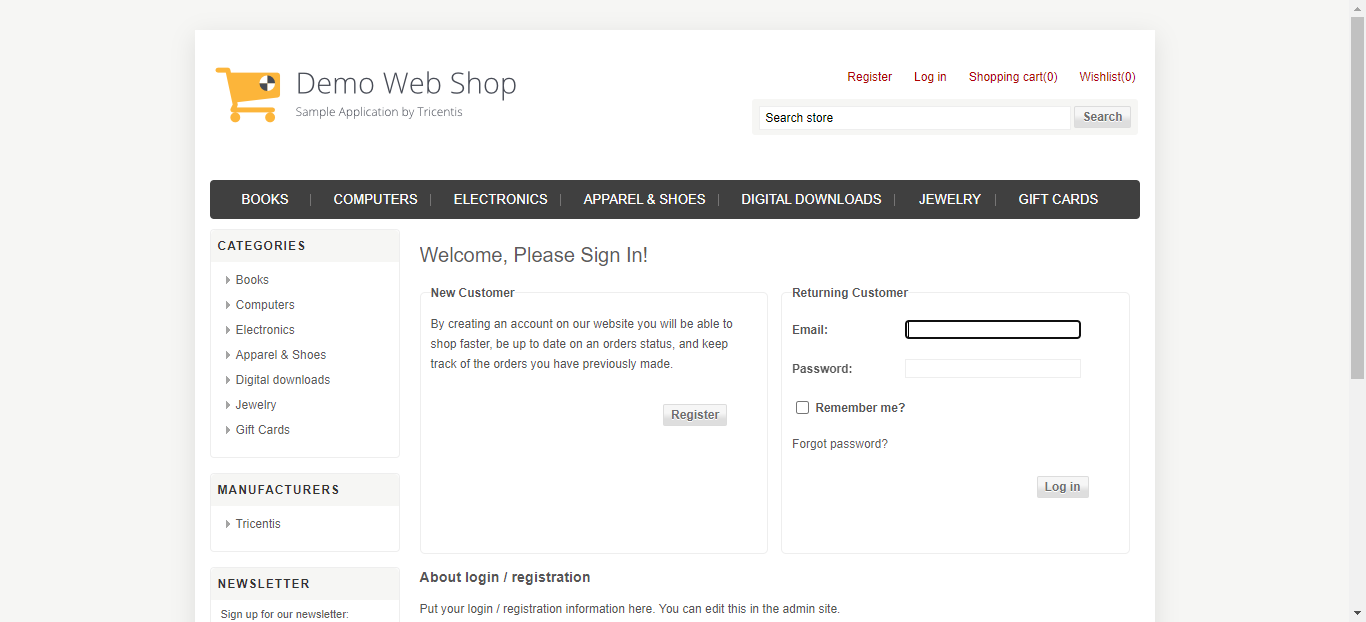 Demo Web Shop
Sample Application by Tricentis
Register Log in Shopping cart(0) Wishlist(0)
Search store Search
BOOKS COMPUTERS ELECTRONICS APPAREL & SHOES DIGITAL DOWNLOADS JEWELRY GIFT CARDS
CATEGORIES
Books
Computers
Electronics
Apparel & Shoes
Digital downloads
Jewelry
Gift Cards
MANUFACTURERS
Tricentis
NEWSLETTER
Sign up for our newsletter:
Welcome, Please Sign In!
New Customer
By creating an account on our website you will be able to
shop faster, be up to date on an orders status, and keep
track of the orders you have previously made.
Register
Returning Customer
Email:
Password:
Remember me?
Forgot password?
Log in
About login / registration
Put your login / registration information here. You can edit this in the admin site.